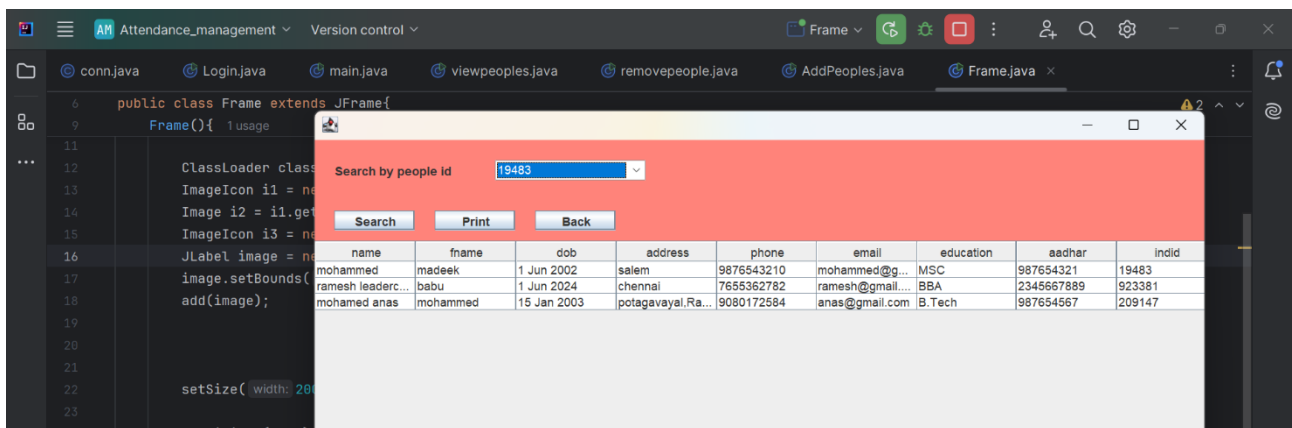 AM Attendance_management Version control Frame
conn.java Login.java main.java viewpeoples.java removepeople.java AddPeoples.java Frame.java
6 public class Frame extends JFrame{ 2
9 Frame(){ 1 usage
11
12 ClassLoader class
13 ImageIcon i1 = ne
14 Image i2 = i1.get
15 ImageIcon i3 = ne
16 JLabel image = ne
17 image.setBounds(
18 add(image);
19
20
21
22 setSize( width: 200
23
Search by people id 19483
Search Print Back
name fname dob address phone email education aadhar indid
mohammed madeek 1 Jun 2002 salem 9876543210 mohammed@g... MSC 987654321 19483
ramesh leaderc... babu 1 Jun 2024 chennai 7655362782 ramesh@gmail.... BBA 2345667889 923381
mohamed anas mohammed 15 Jan 2003 potagavayal,Ra... 9080172584 anas@gmail.com B.Tech 987654567 209147